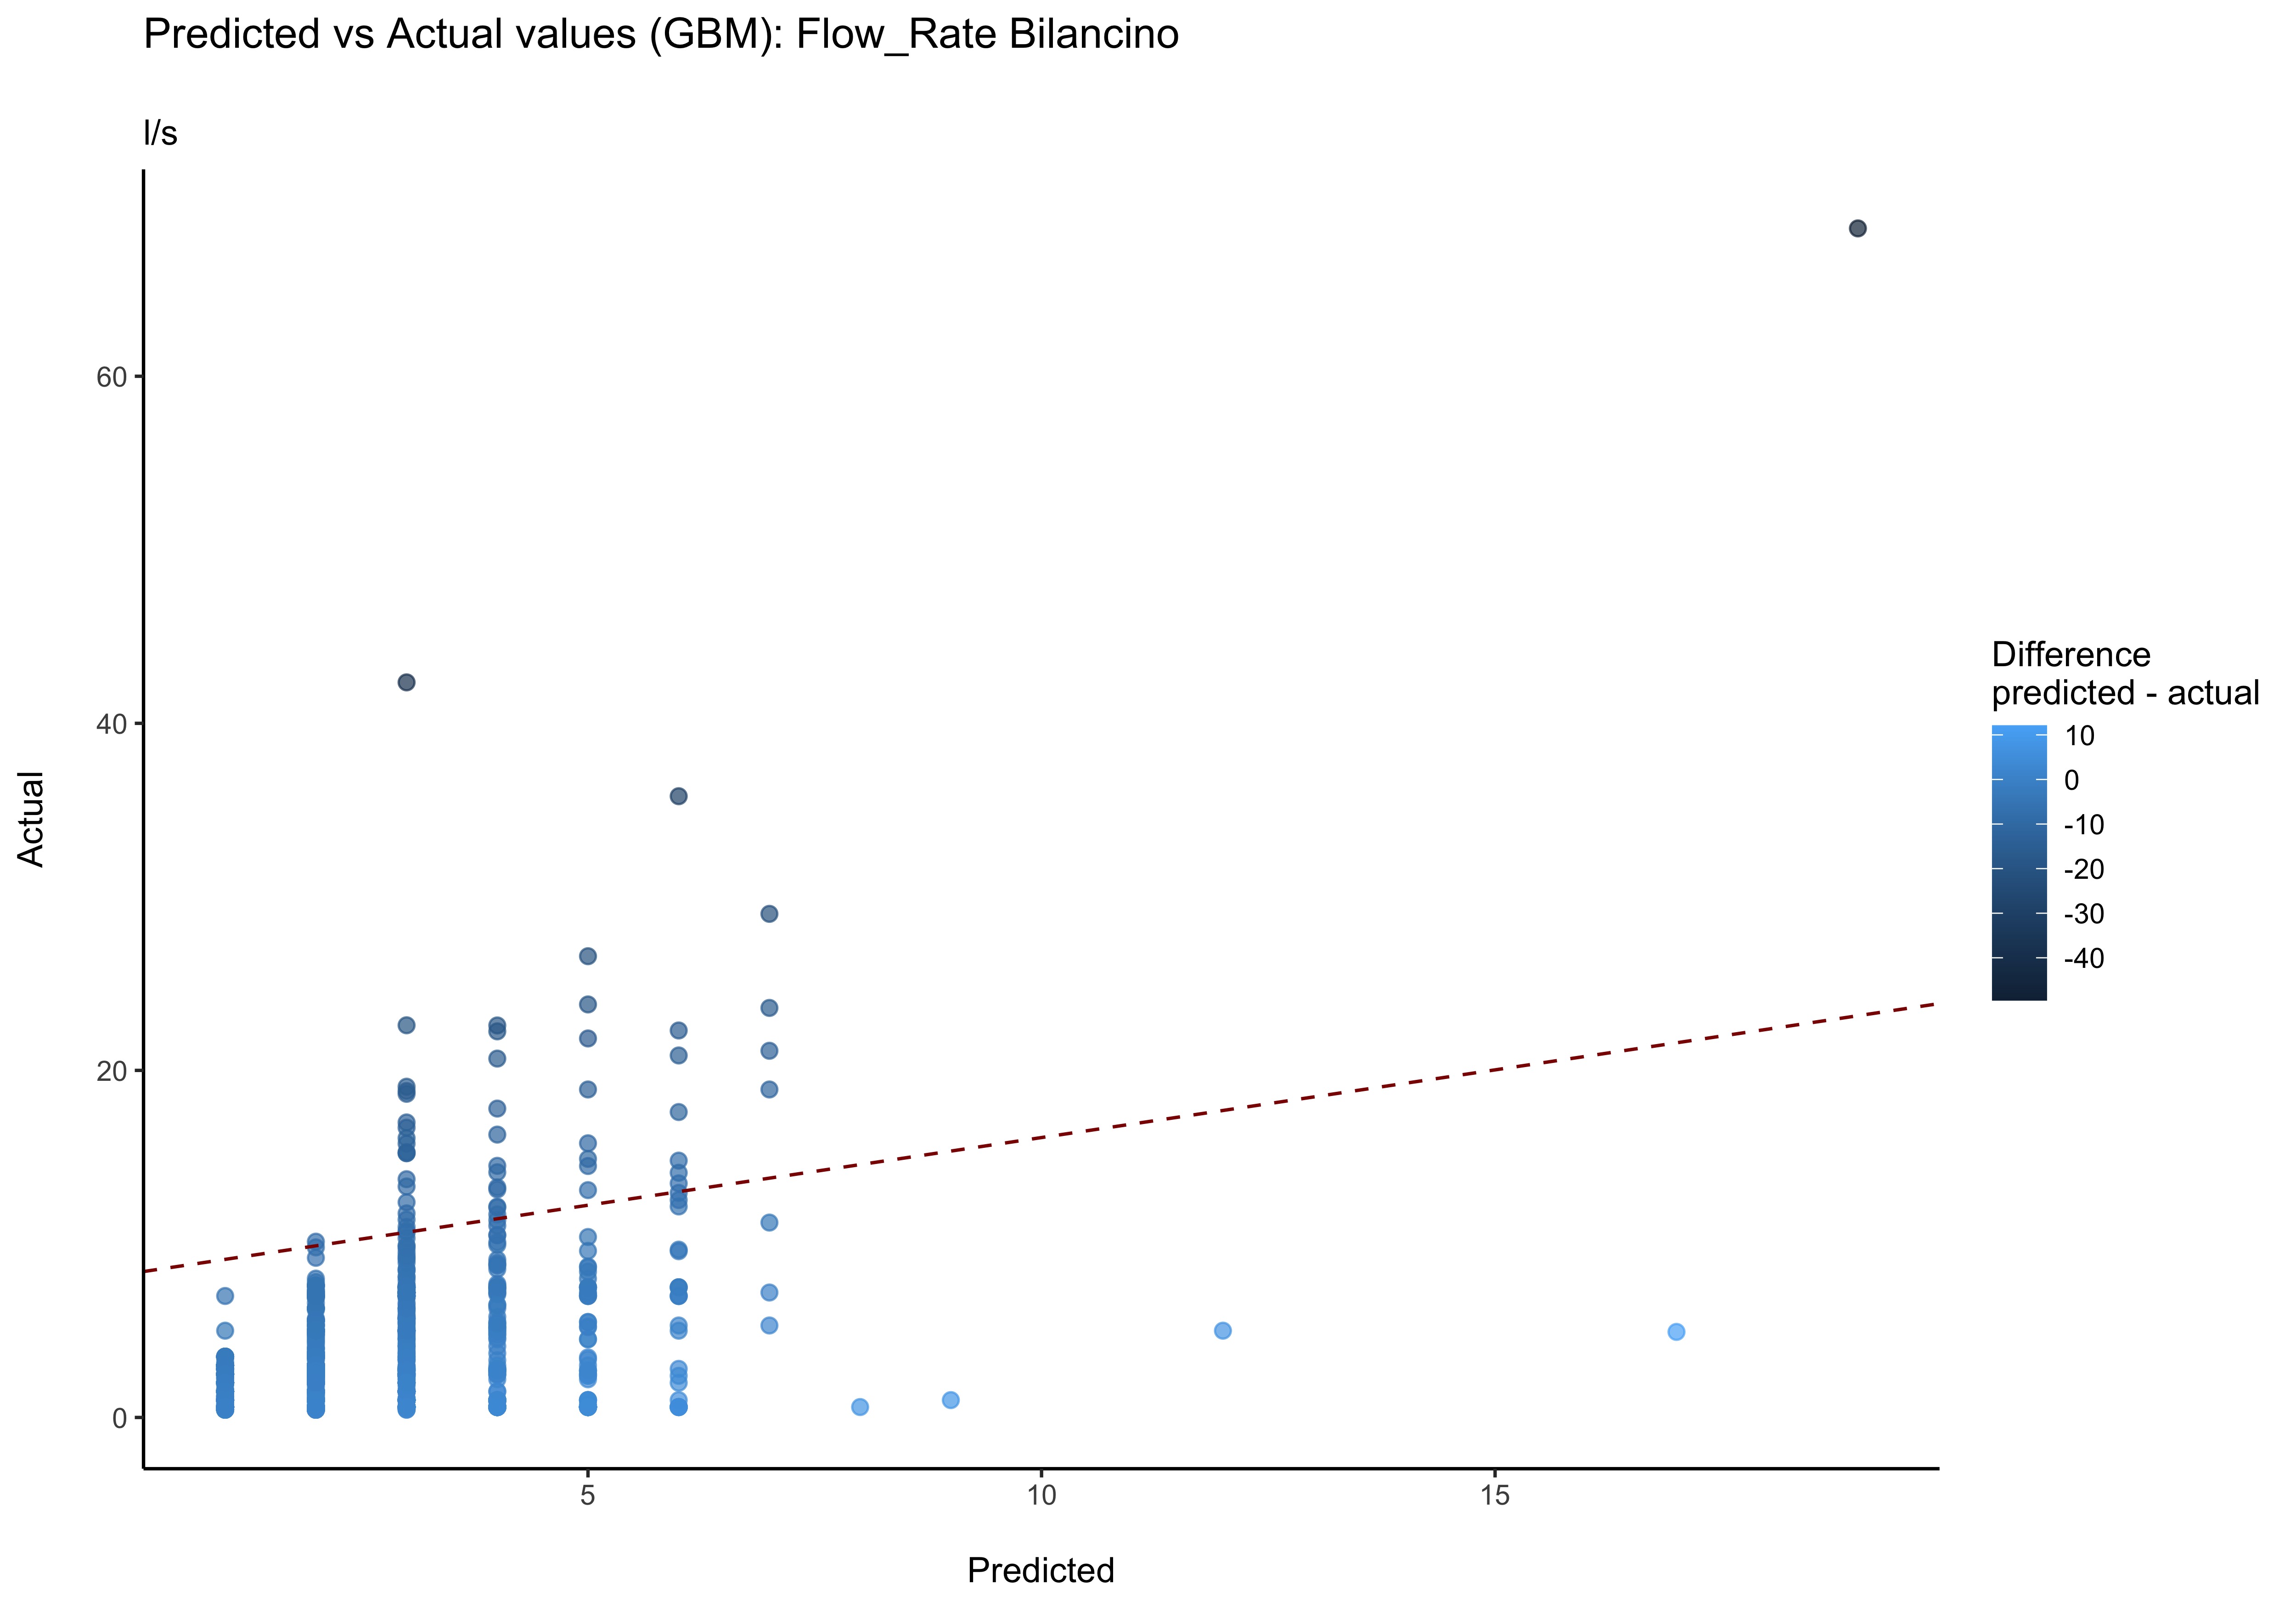 Predicted vs Actual values (GBM): Flow_Rate Bilancino
l/s
60
40
20
0
Actual
5
10
15
Predicted
Difference
predicted - actual
10
0
-10
-20
-30
-40